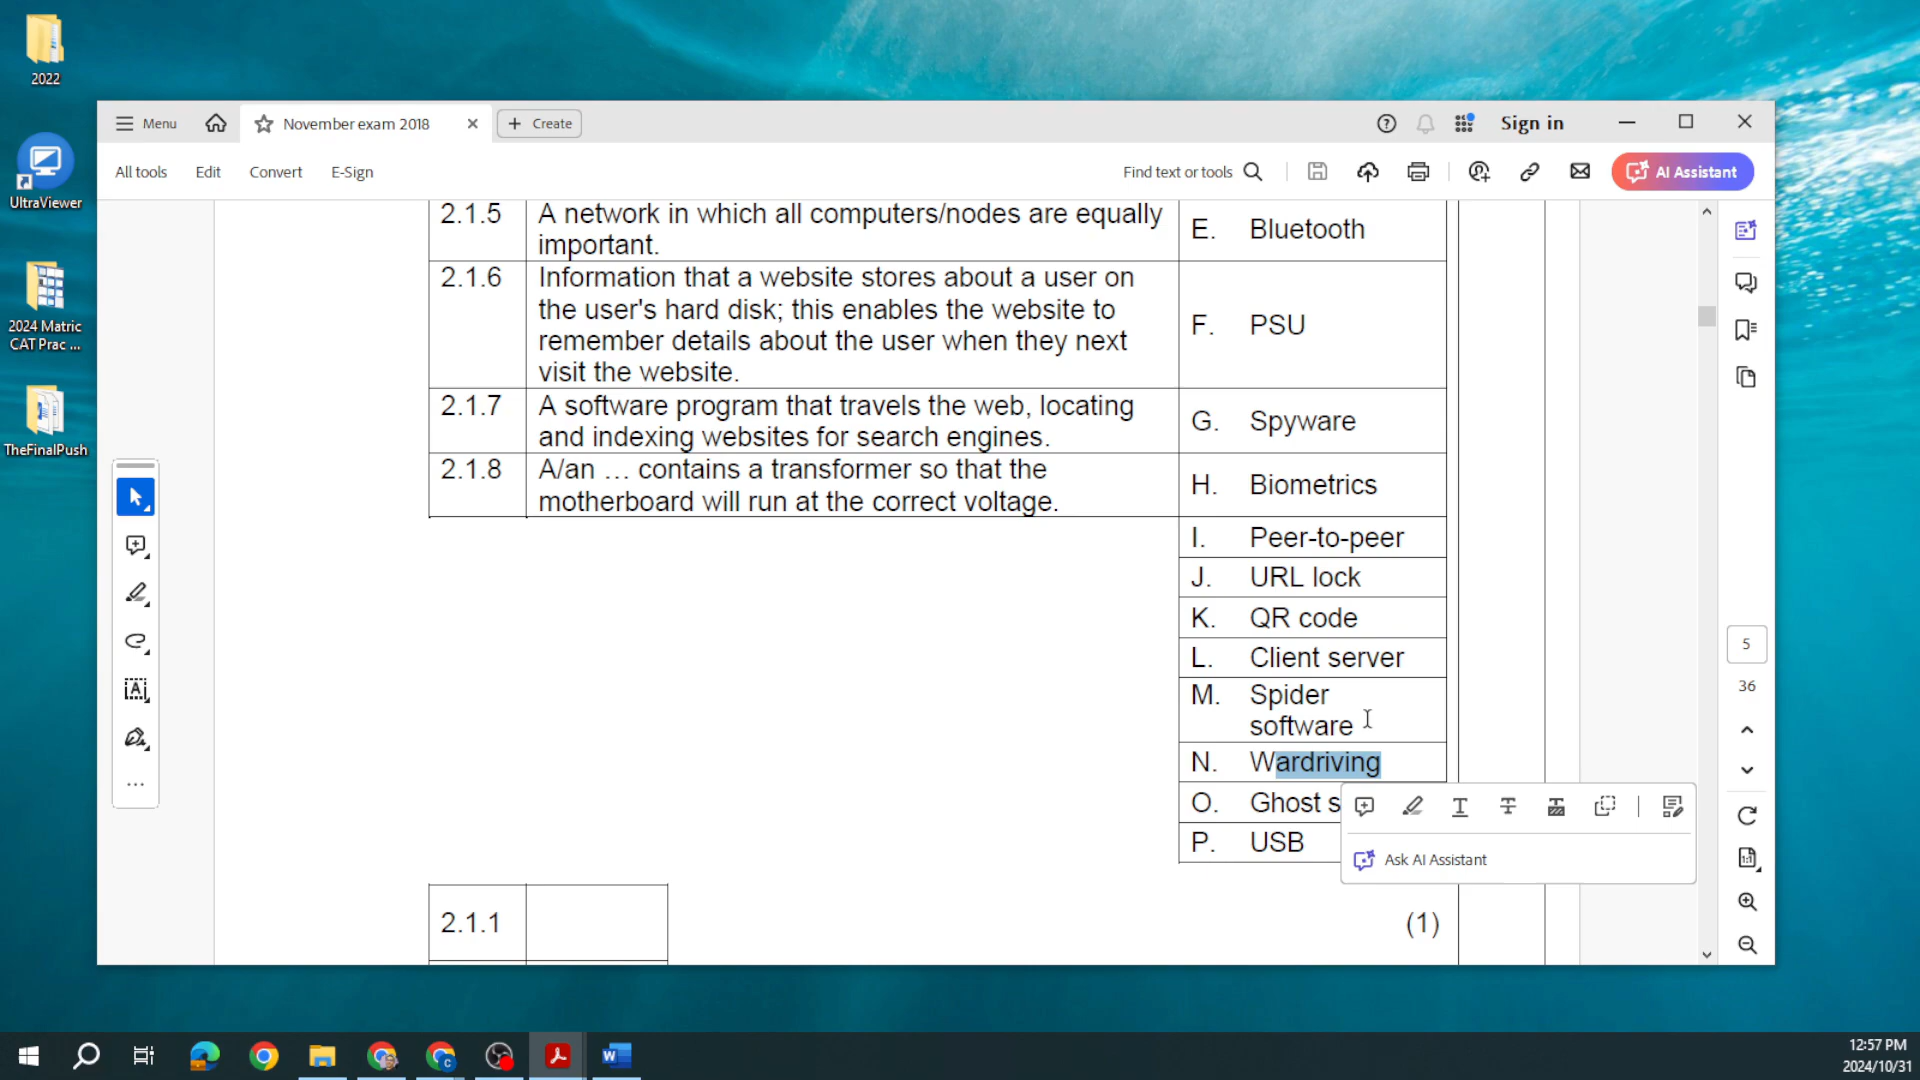 2022
UltraViewer
2024 Matric
CAT Prac ...
TheFinalPush
Menu
November exam 2018
Create
Sign in
All tools
Edit
Convert
E-Sign
Find text or tools
AI Assistant
2.1.5 A network in which all computers/nodes are equally
important.
E. Bluetooth
2.1.6 Information that a website stores about a user on
the user's hard disk; this enables the website to
remember details about the user when they next
visit the website.
F. PSU
2.1.7 A software program that travels the web, locating
and indexing websites for search engines.
G. Spyware
2.1.8 A/an … contains a transformer so that the
motherboard will run at the correct voltage.
H. Biometrics
I. Peer-to-peer
J. URL lock
K. QR code
L. Client server
M. Spider
software
N. Wardriving
O. Ghost s
P. USB
Ask AI Assistant
2.1.1
(1)
5
36
12:57 PM
2024/10/31